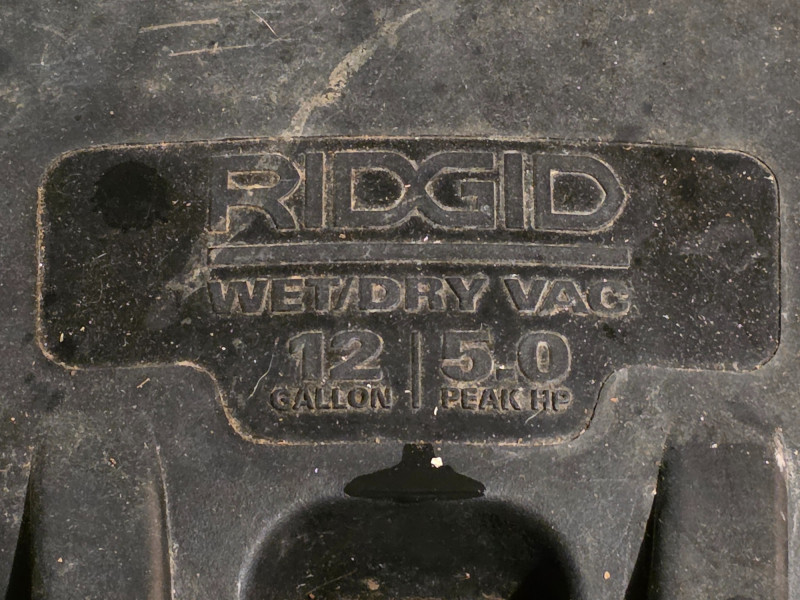 RIDGID
WET/DRY VAC
12 | 5.0
GALLON | PEAK HP